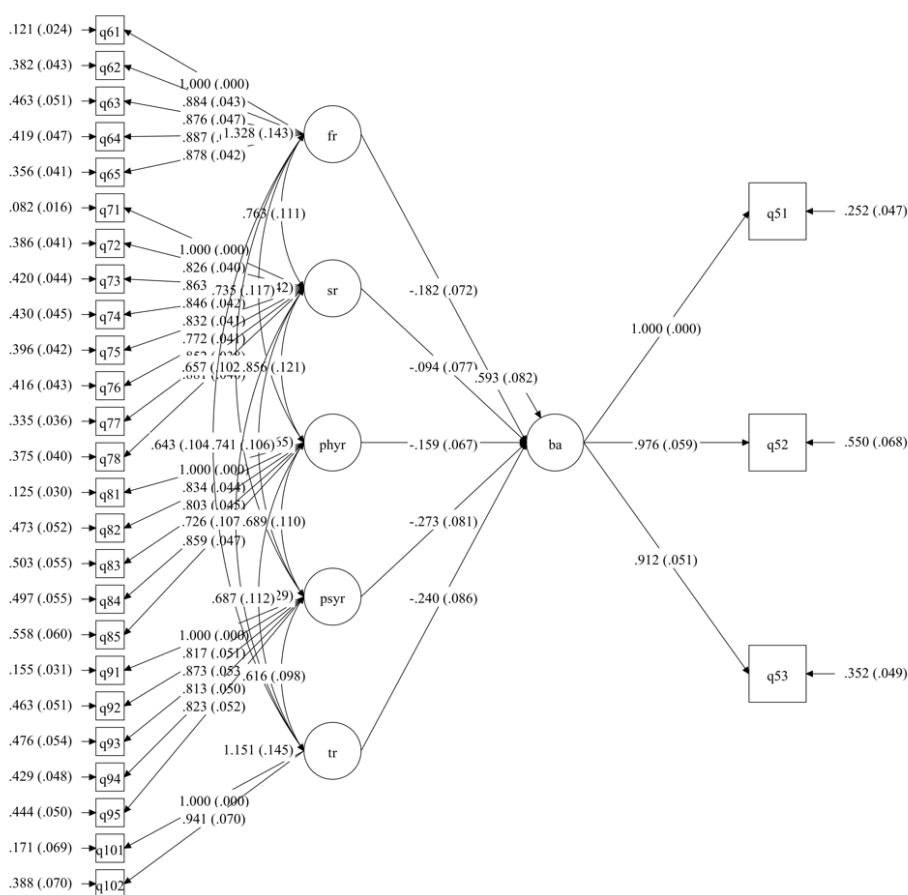 .121 (.024) q61
.382 (.043) q62
.463 (.051) q63
.419 (.047) q64
.356 (.041) q65
.082 (.016) q71
.386 (.041) q72
.420 (.044) q73
.430 (.045) q74
.396 (.042) q75
.416 (.043) q76
.335 (.036) q77
.375 (.040) q78
.125 (.030) q81
.473 (.052) q82
.503 (.055) q83
.497 (.055) q84
.558 (.060) q85
.155 (.031) q91
.463 (.051) q92
.476 (.054) q93
.429 (.048) q94
.444 (.050) q95
.171 (.069) q101
.388 (.070) q102
1.000 (.000)
.884 (.043)
.876 (.047)
.887
1.328 (.143)
.878 (.042)
fr
.763 (.111)
1.000 (.000)
.826 (.040)
.863
.735 (.117)
.846 (.042)
.832 (.041)
.772 (.041)
sr
.657 (.102
.856 (.121)
.643 (.104
.741 (.106)
phyr
1.000 (.000)
.834 (.044)
.803 (.045)
.726 (.107
.689 (.110)
.859 (.047)
.687 (.112)
psyr
1.000 (.000)
.817 (.051)
.873 (.053
.813 (.050)
.823 (.052)
.616 (.098)
1.151 (.145)
tr
1.000 (.000)
.941 (.070)
-.182 (.072)
-.094 (.077)
.593 (.082)
-.159 (.067)
-.273 (.081)
-.240 (.086)
ba
1.000 (.000)
.976 (.059)
.912 (.051)
q51 .252 (.047)
q52 .550 (.068)
q53 .352 (.049)